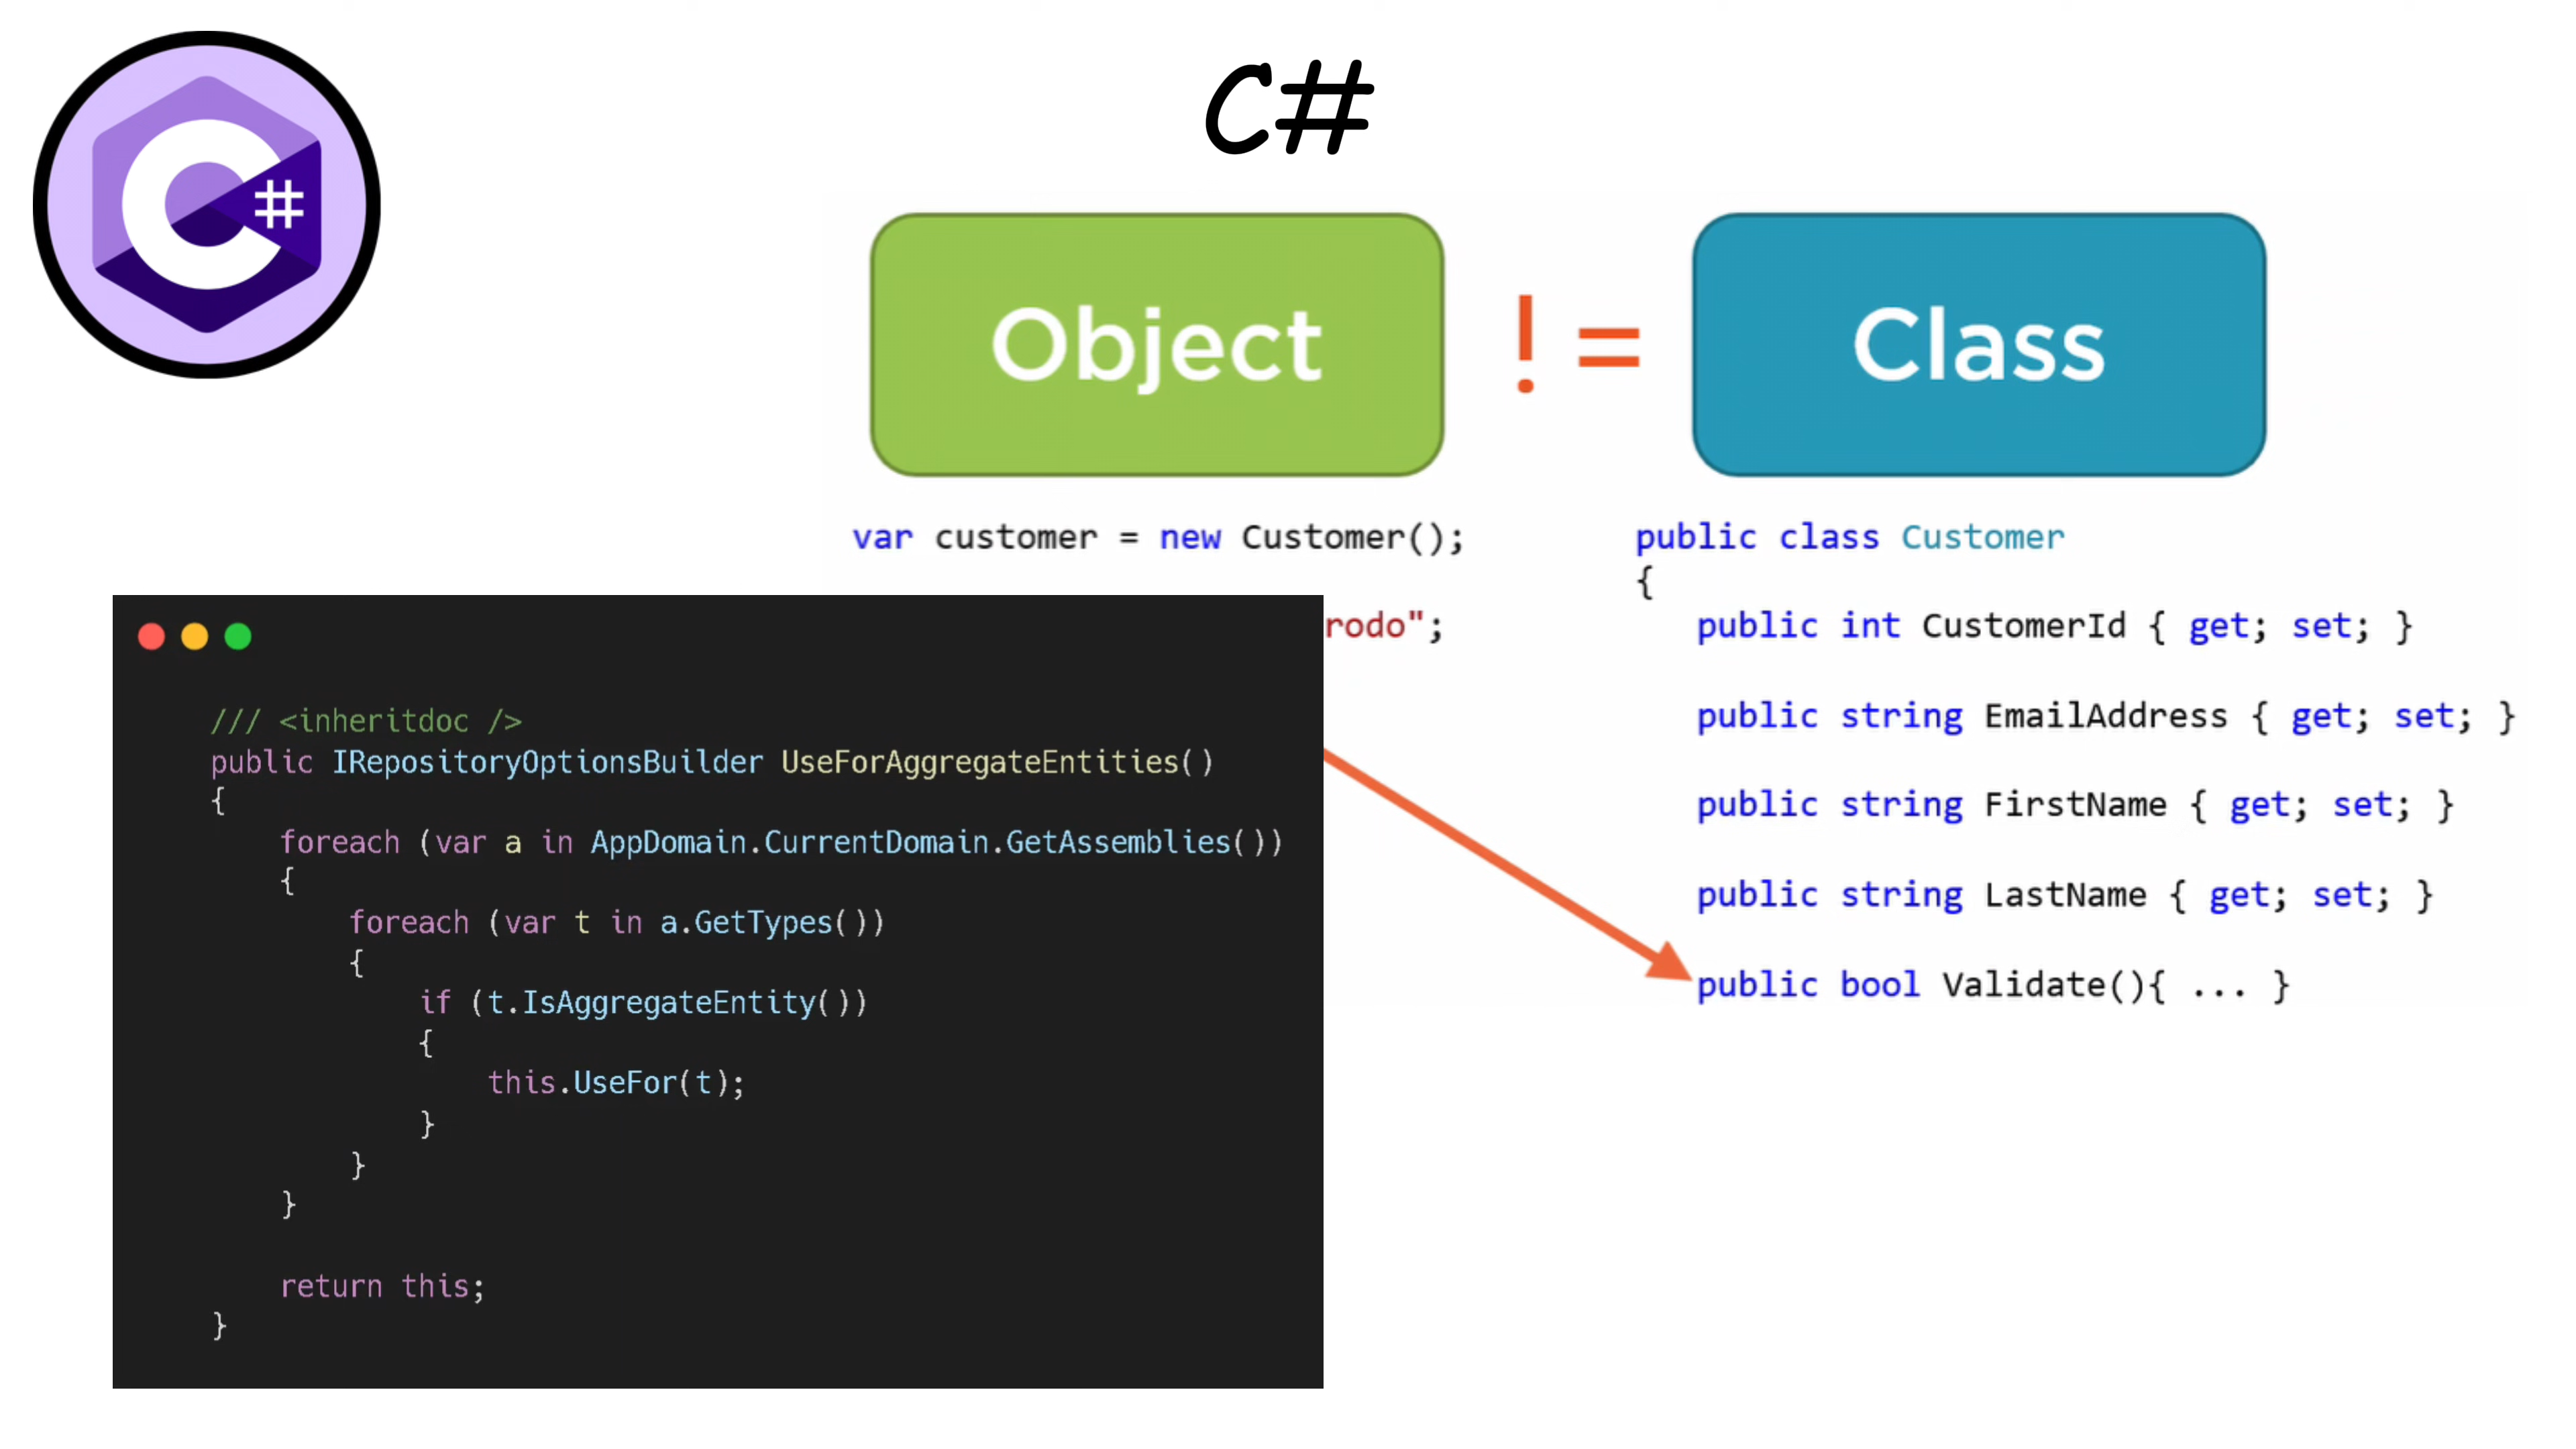 C#
C #
Object != Class
var customer = new Customer();
rodo";
public class Customer
{
public int CustomerId { get; set; }
public string EmailAddress { get; set; }
public string FirstName { get; set; }
public string LastName { get; set; }
public bool Validate(){ ... }
/// <inheritdoc />
public IRepositoryOptionsBuilder UseForAggregateEntities()
{
foreach (var a in AppDomain.CurrentDomain.GetAssemblies())
{
foreach (var t in a.GetTypes())
{
if (t.IsAggregateEntity())
{
this.UseFor(t);
}
}
}
return this;
}